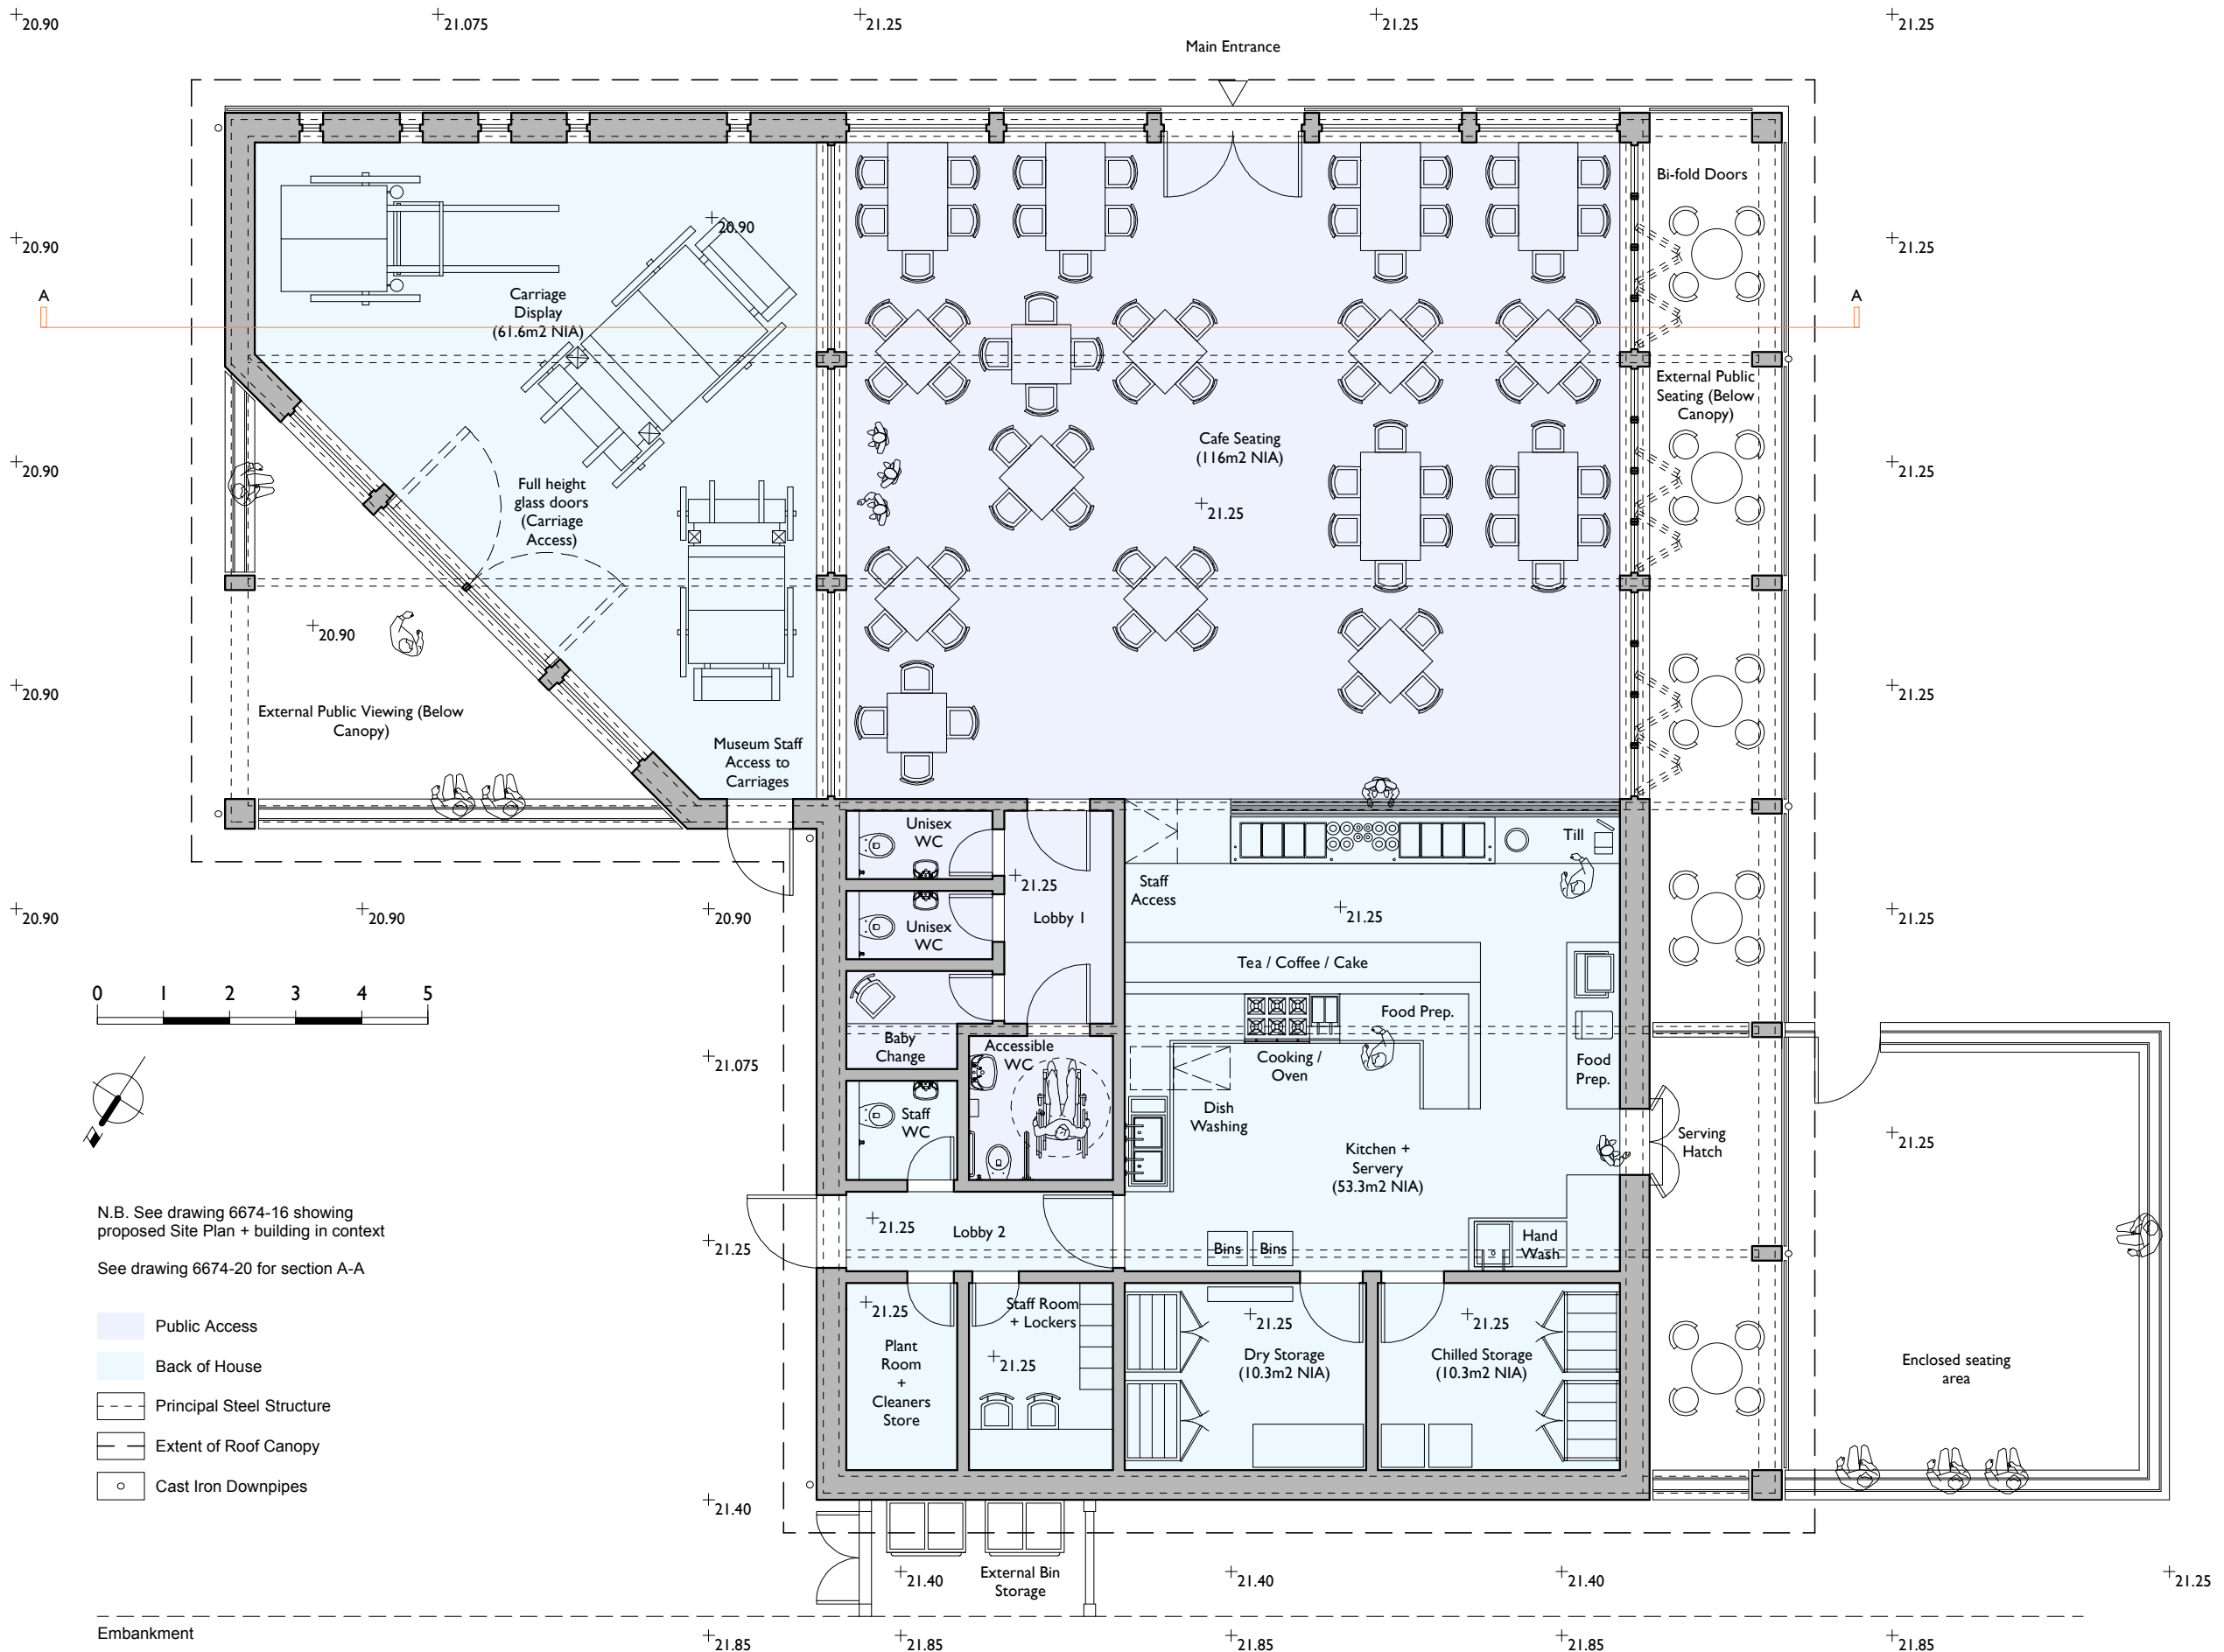 20.90
21.075
21.25
21.25
21.25
Main Entrance
Bi-fold Doors
20.90
20.90
21.25
A
A
Carriage
Display
(61.6m2 NIA)
External Public
Seating (Below
Canopy)
Cafe Seating
(116m2 NIA)
20.90
21.25
Full height
glass doors
(Carriage
Access)
21.25
20.90
20.90
21.25
External Public Viewing (Below
Canopy)
Museum Staff
Access to
Carriages
Unisex
WC
Till
Staff
Access
21.25
Lobby 1
21.25
Unisex
WC
20.90
20.90
20.90
21.25
Tea / Coffee / Cake
0 1 2 3 4 5
Food Prep.
Baby
Change
Accessible
WC
Cooking /
Oven
Food
Prep.
21.075
Staff
WC
Dish
Washing
Serving
Hatch
21.25
Kitchen +
Servery
(53.3m2 NIA)
N.B. See drawing 6674-16 showing
proposed Site Plan + building in context
See drawing 6674-20 for section A-A
21.25
Lobby 2
21.25
Bins
Bins
Hand
Wash
Public Access
Back of House
Principal Steel Structure
Extent of Roof Canopy
Cast Iron Downpipes
21.25
Plant
Room
+
Cleaners
Store
Staff Room
+ Lockers
21.25
21.25
Dry Storage
(10.3m2 NIA)
21.25
Chilled Storage
(10.3m2 NIA)
Enclosed seating
area
21.40
21.40
External Bin
Storage
21.40
21.40
21.25
Embankment
21.85
21.85
21.85
21.85
21.85